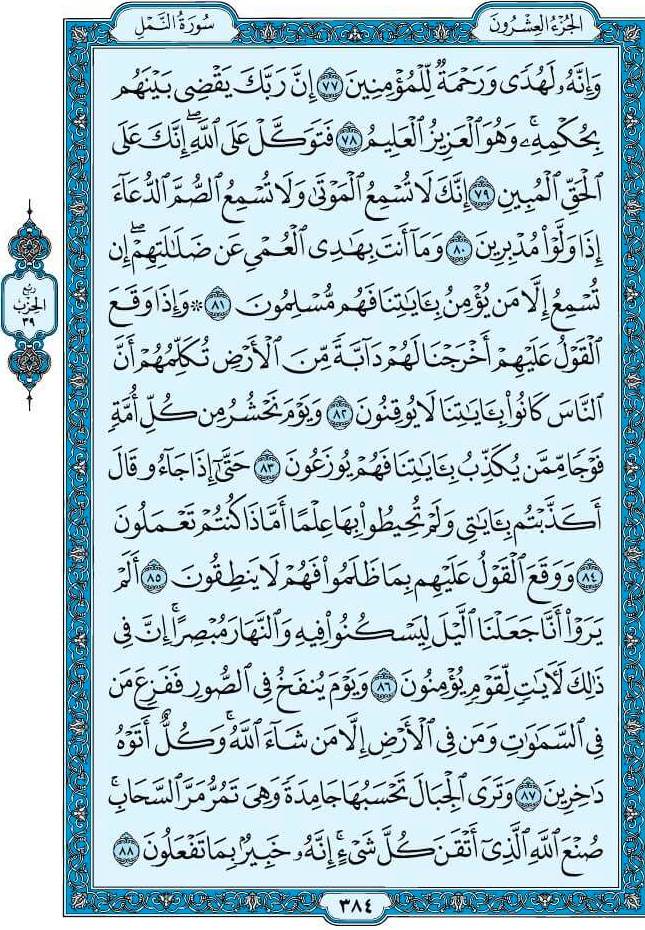 سُورَةُ النَّمْلِ
الجُزْءُ العِشْرُونَ
وَإِنَّهُۥ لَهُدًى وَرَحْمَةٌ لِّلْمُؤْمِنِينَ ٧٧ إِنَّ رَبَّكَ يَقْضِى بَيْنَهُم
بِحُكْمِهِۦۚ وَهُوَ ٱلْعَزِيزُ ٱلْعَلِيمُ ٧٨ فَتَوَكَّلْ عَلَى ٱللَّهِۖ إِنَّكَ عَلَى
ٱلْحَقِّ ٱلْمُبِينِ ٧٩ إِنَّكَ لَا تُسْمِعُ ٱلْمَوْتَىٰ وَلَا تُسْمِعُ ٱلصُّمَّ ٱلدُّعَآءَ
إِذَا وَلَّوْا۟ مُدْبِرِينَ ٨٠ وَمَآ أَنتَ بِهَٰدِى ٱلْعُمْىِ عَن ضَلَٰلَتِهِمْۖ إِن
تُسْمِعُ إِلَّا مَن يُؤْمِنُ بِـَٔايَٰتِنَا فَهُم مُّسْلِمُونَ ٨١ ۞ وَإِذَا وَقَعَ
ٱلْقَوْلُ عَلَيْهِمْ أَخْرَجْنَا لَهُمْ دَآبَّةً مِّنَ ٱلْأَرْضِ تُكَلِّمُهُمْ أَنَّ
ٱلنَّاسَ كَانُوا۟ بِـَٔايَٰتِنَا لَا يُوقِنُونَ ٨٢ وَيَوْمَ نَحْشُرُ مِن كُلِّ أُمَّةٍ
فَوْجًا مِّمَّن يُكَذِّبُ بِـَٔايَٰتِنَا فَهُمْ يُوزَعُونَ ٨٣ حَتَّىٰٓ إِذَا جَآءُو قَالَ
أَكَذَّبْتُم بِـَٔايَٰتِى وَلَمْ تُحِيطُوا۟ بِهَا عِلْمًا أَمَّاذَا كُنتُمْ تَعْمَلُونَ
٨٤ وَوَقَعَ ٱلْقَوْلُ عَلَيْهِم بِمَا ظَلَمُوا۟ فَهُمْ لَا يَنطِقُونَ ٨٥ أَلَمْ
يَرَوْا۟ أَنَّا جَعَلْنَا ٱلَّيْلَ لِيَسْكُنُوا۟ فِيهِ وَٱلنَّهَارَ مُبْصِرًاۚ إِنَّ فِى
ذَٰلِكَ لَـَٔايَٰتٍ لِّقَوْمٍ يُؤْمِنُونَ ٨٦ وَيَوْمَ يُنفَخُ فِى ٱلصُّورِ فَفَزِعَ مَن
فِى ٱلسَّمَٰوَٰتِ وَمَن فِى ٱلْأَرْضِ إِلَّا مَن شَآءَ ٱللَّهُۚ وَكُلٌّ أَتَوْهُ
دَٰخِرِينَ ٨٧ وَتَرَى ٱلْجِبَالَ تَحْسَبُهَا جَامِدَةً وَهِىَ تَمُرُّ مَرَّ ٱلسَّحَابِۚ
صُنْعَ ٱللَّهِ ٱلَّذِىٓ أَتْقَنَ كُلَّ شَىْءٍۚ إِنَّهُۥ خَبِيرٌۢ بِمَا تَفْعَلُونَ ٨٨
ربع
الحزب
٣٩
٣٨٤